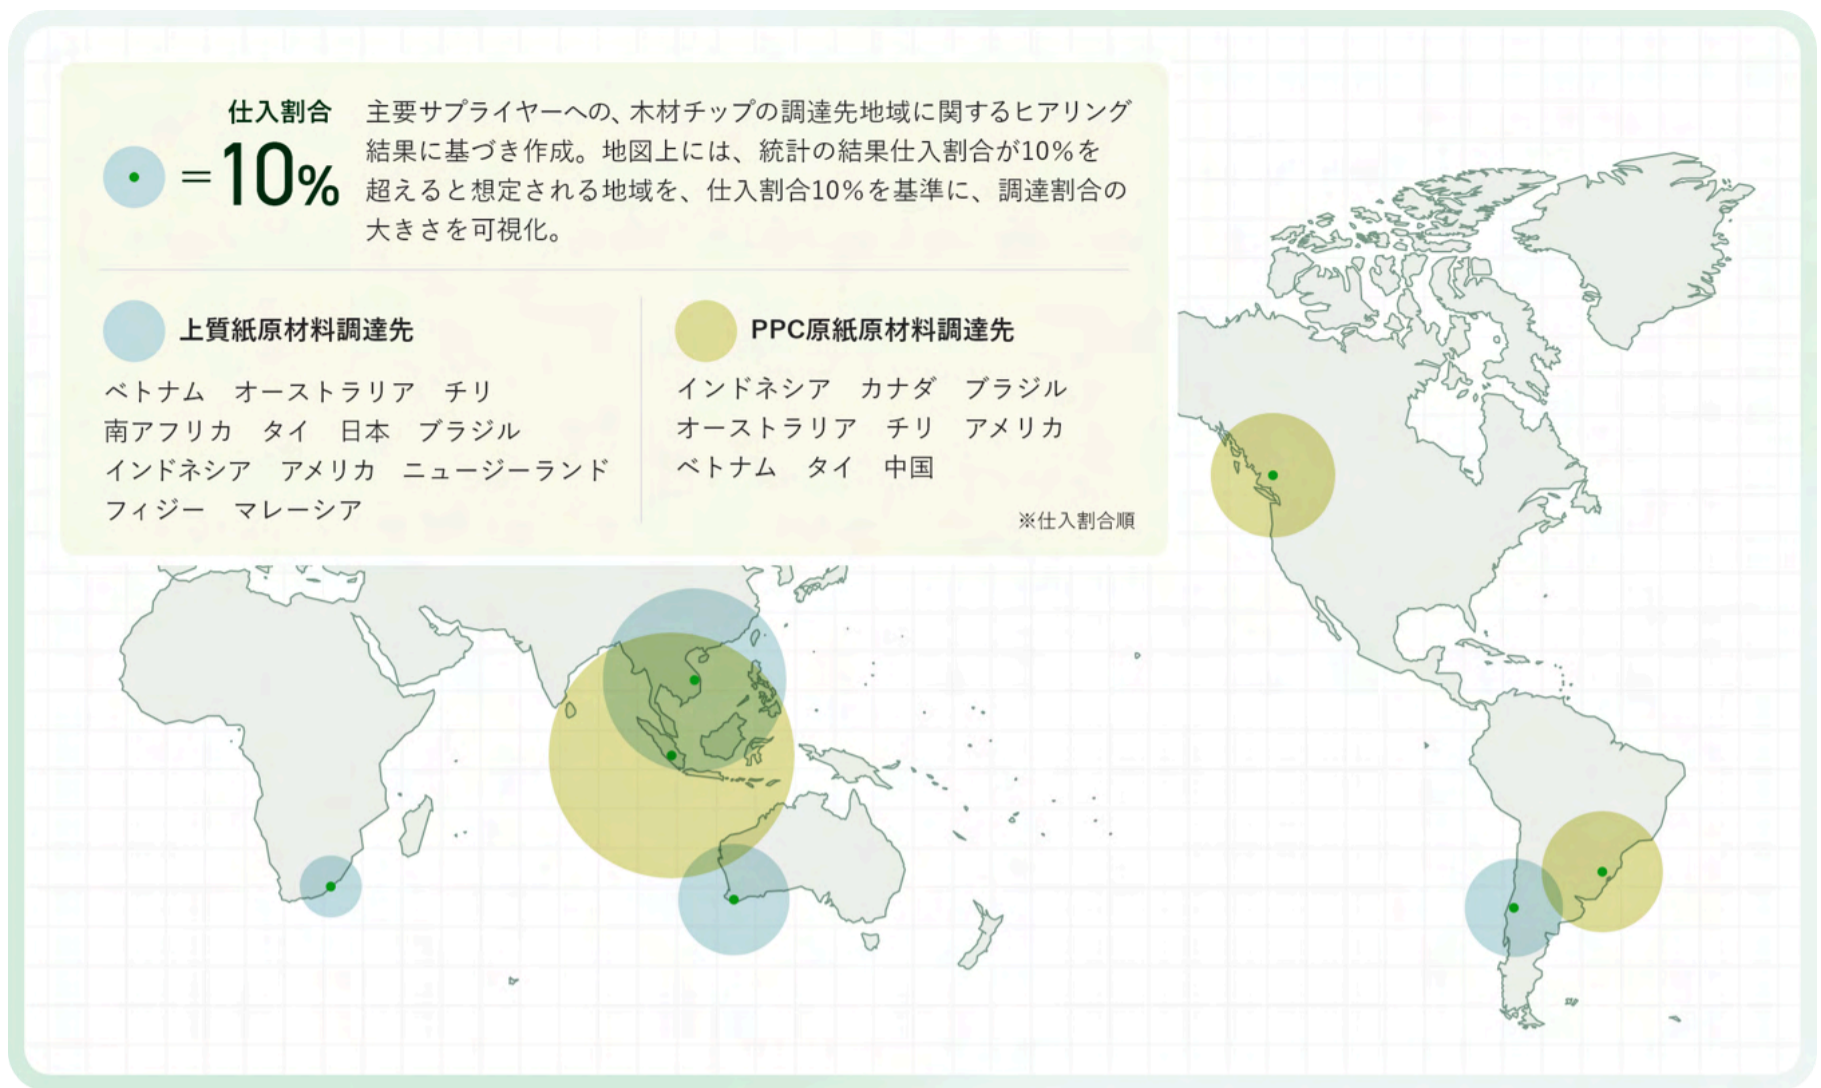 仕入割合
= 10%
主要サプライヤーへの、木材チップの調達先地域に関するヒアリング
結果に基づき作成。地図上には、統計の結果仕入割合が10%を
超えると想定される地域を、仕入割合10%を基準に、調達割合の
大きさを可視化。
上質紙原材料調達先
ベトナム　オーストラリア　チリ
南アフリカ　タイ　日本　ブラジル
インドネシア　アメリカ　ニュージーランド
フィジー　マレーシア
PPC原紙原材料調達先
インドネシア　カナダ　ブラジル
オーストラリア　チリ　アメリカ
ベトナム　タイ　中国
※仕入割合順